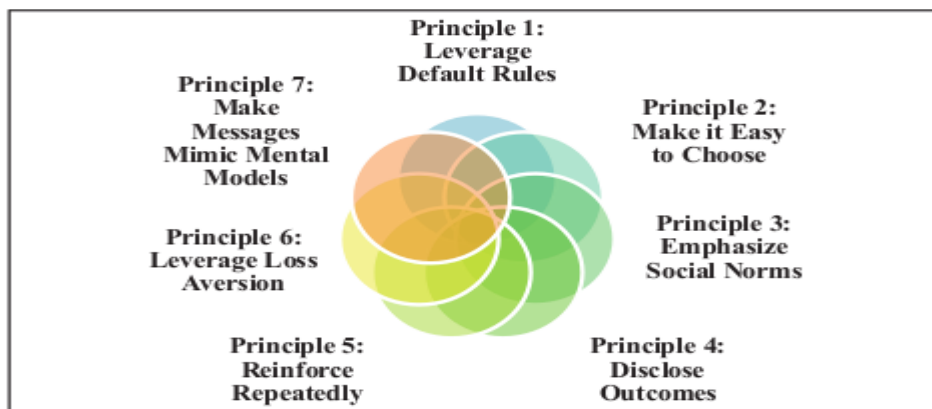 Principle 1:
Leverage
Default Rules
Principle 2:
Make it Easy
to Choose
Principle 3:
Emphasize
Social Norms
Principle 4:
Disclose
Outcomes
Principle 5:
Reinforce
Repeatedly
Principle 6:
Leverage Loss
Aversion
Principle 7:
Make
Messages
Mimic Mental
Models